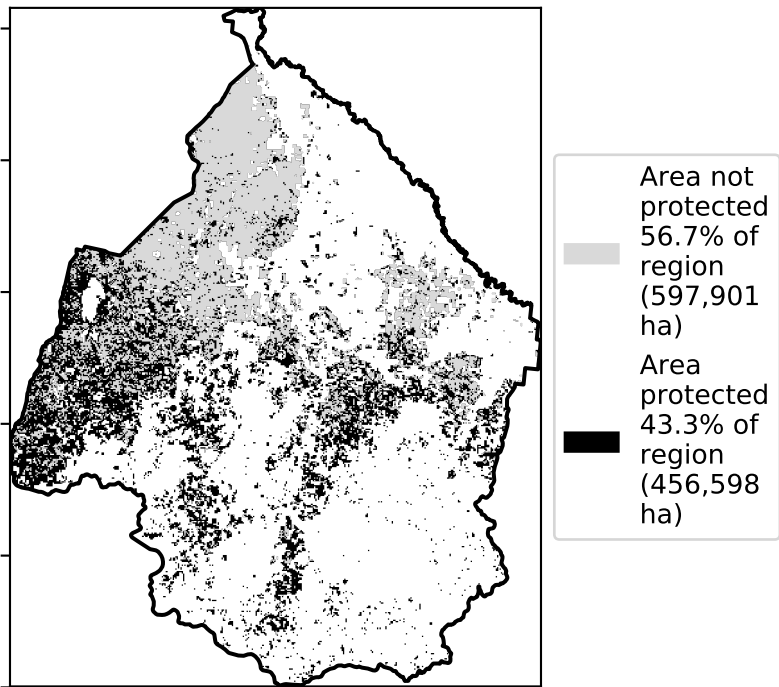 Area not
protected
56.7% of
region
(597,901
ha)
Area
protected
43.3% of
region
(456,598
ha)